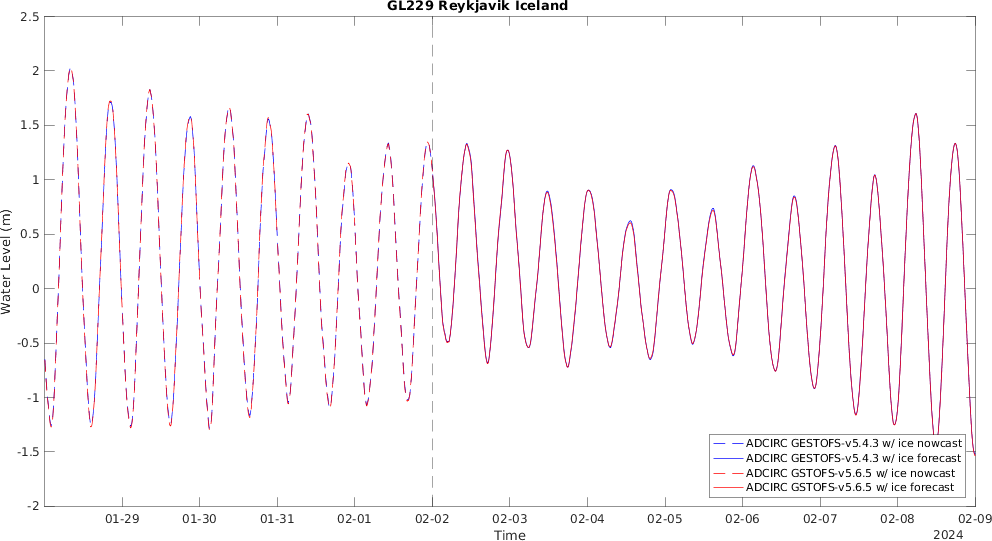 GL229 Reykjavik Iceland
2.5
2
1.5
1
0.5
0
-0.5
-1
-1.5
-2
Water Level (m)
ADCIRC GESTOFS-v5.4.3 w/ ice nowcast
ADCIRC GESTOFS-v5.4.3 w/ ice forecast
ADCIRC GSTOFS-v5.6.5 w/ ice nowcast
ADCIRC GSTOFS-v5.6.5 w/ ice forecast
01-29 01-30 01-31 02-01 02-02 02-03 02-04 02-05 02-06 02-07 02-08 02-09
Time
2024